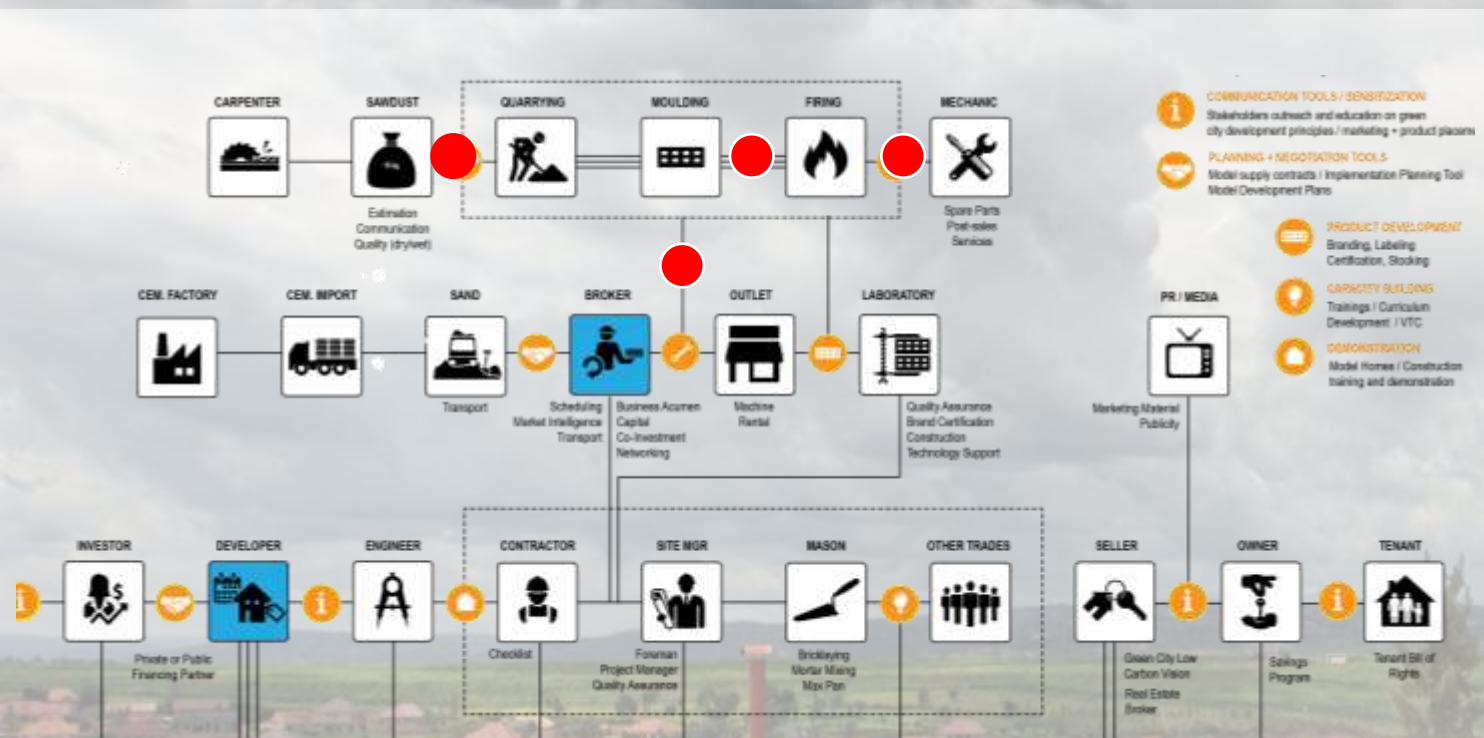 COMMUNICATION TOOLS / SENSITIZATION
Stakeholders outreach and education on green
city development principles / marketing + product
PLANNING + NEGOTIATION TOOLS
Model supply contracts / Implementation Planning Tool
Model Development Plans
PRODUCT DEVELOPMENT
Branding, Labeling
Certification, Stocking
CAPACITY BUILDING
Trainings / Curriculum
Development / VTC
DEMONSTRATION
Model Homes / Construction
training and demonstration
CARPENTER
SAWDUST
QUARRYING
MOULDING
FIRING
MECHANIC
Estimation
Communication
Quality (dry/wet)
Spare Parts
Post-sales
Services
CEM. FACTORY
CEM. IMPORT
SAND
BROKER
OUTLET
LABORATORY
PR / MEDIA
Transport
Scheduling
Market Intelligence
Transport
Business Acumen
Capital
Co-Investment
Networking
Machine
Rental
Quality Assurance
Brand Certification
Construction
Technology Support
Marketing Material
Publicity
INVESTOR
DEVELOPER
ENGINEER
CONTRACTOR
SITE MGR
MASON
OTHER TRADES
SELLER
OWNER
TENANT
Private or Public
Financing Partner
Checklist
Foreman
Project Manager
Quality Assurance
Bricklaying
Mortar Mixing
Max Pan
Green City Low
Carbon Vision
Real Estate
Broker
Savings
Program
Tenant Bill of
Rights